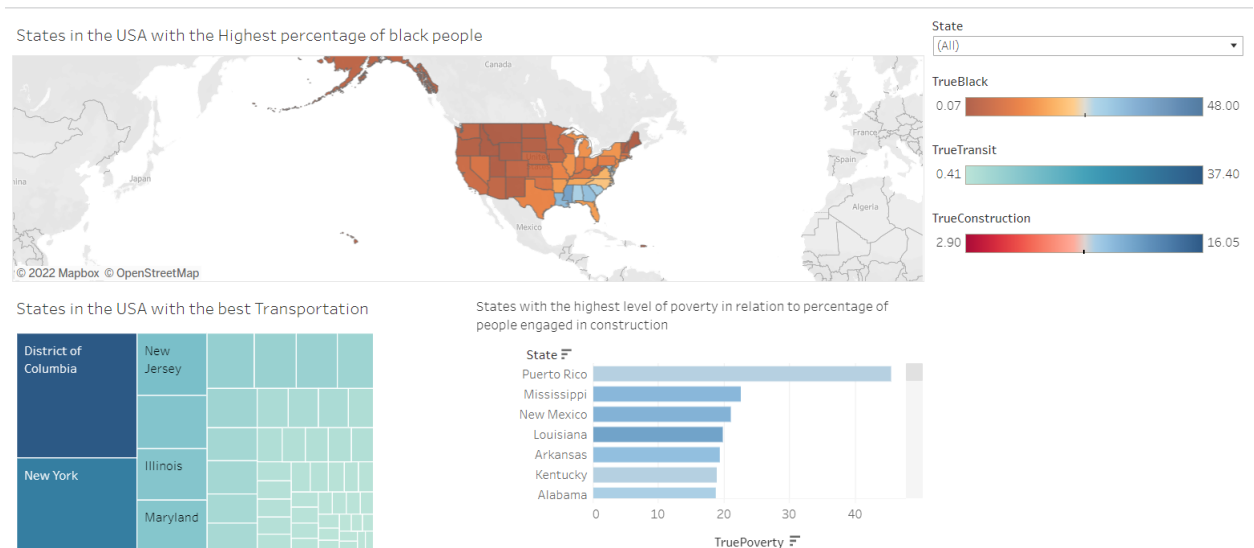 States in the USA with the Highest percentage of black people
Canada
Japan
ina
Mexico
France
Spain
Algeria
© 2022 Mapbox © OpenStreetMap
State
(All)
TrueBlack
0.07
48.00
TrueTransit
0.41
37.40
TrueConstruction
2.90
16.05
States in the USA with the best Transportation
District of
Columbia
New York
New
Jersey
Illinois
Maryland
States with the highest level of poverty in relation to percentage of
people engaged in construction
State
Puerto Rico
Mississippi
New Mexico
Louisiana
Arkansas
Kentucky
Alabama
0 10 20 30 40
TruePoverty